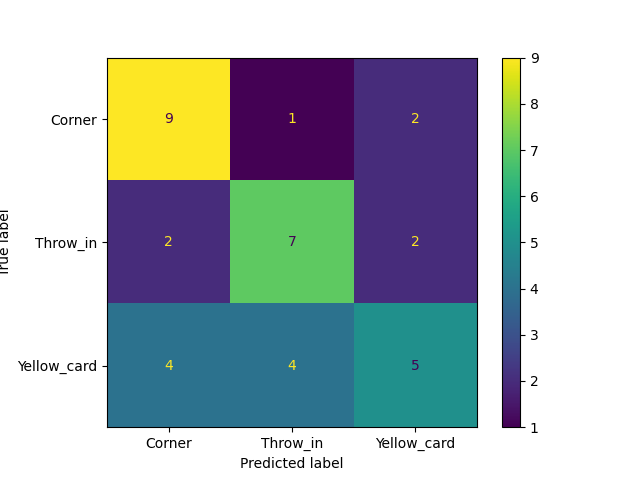 Corner 9 1 2
Throw_in 2 7 2
Yellow_card 4 4 5
Corner Throw_in Yellow_card
Predicted label
True label
9
8
7
6
5
4
3
2
1